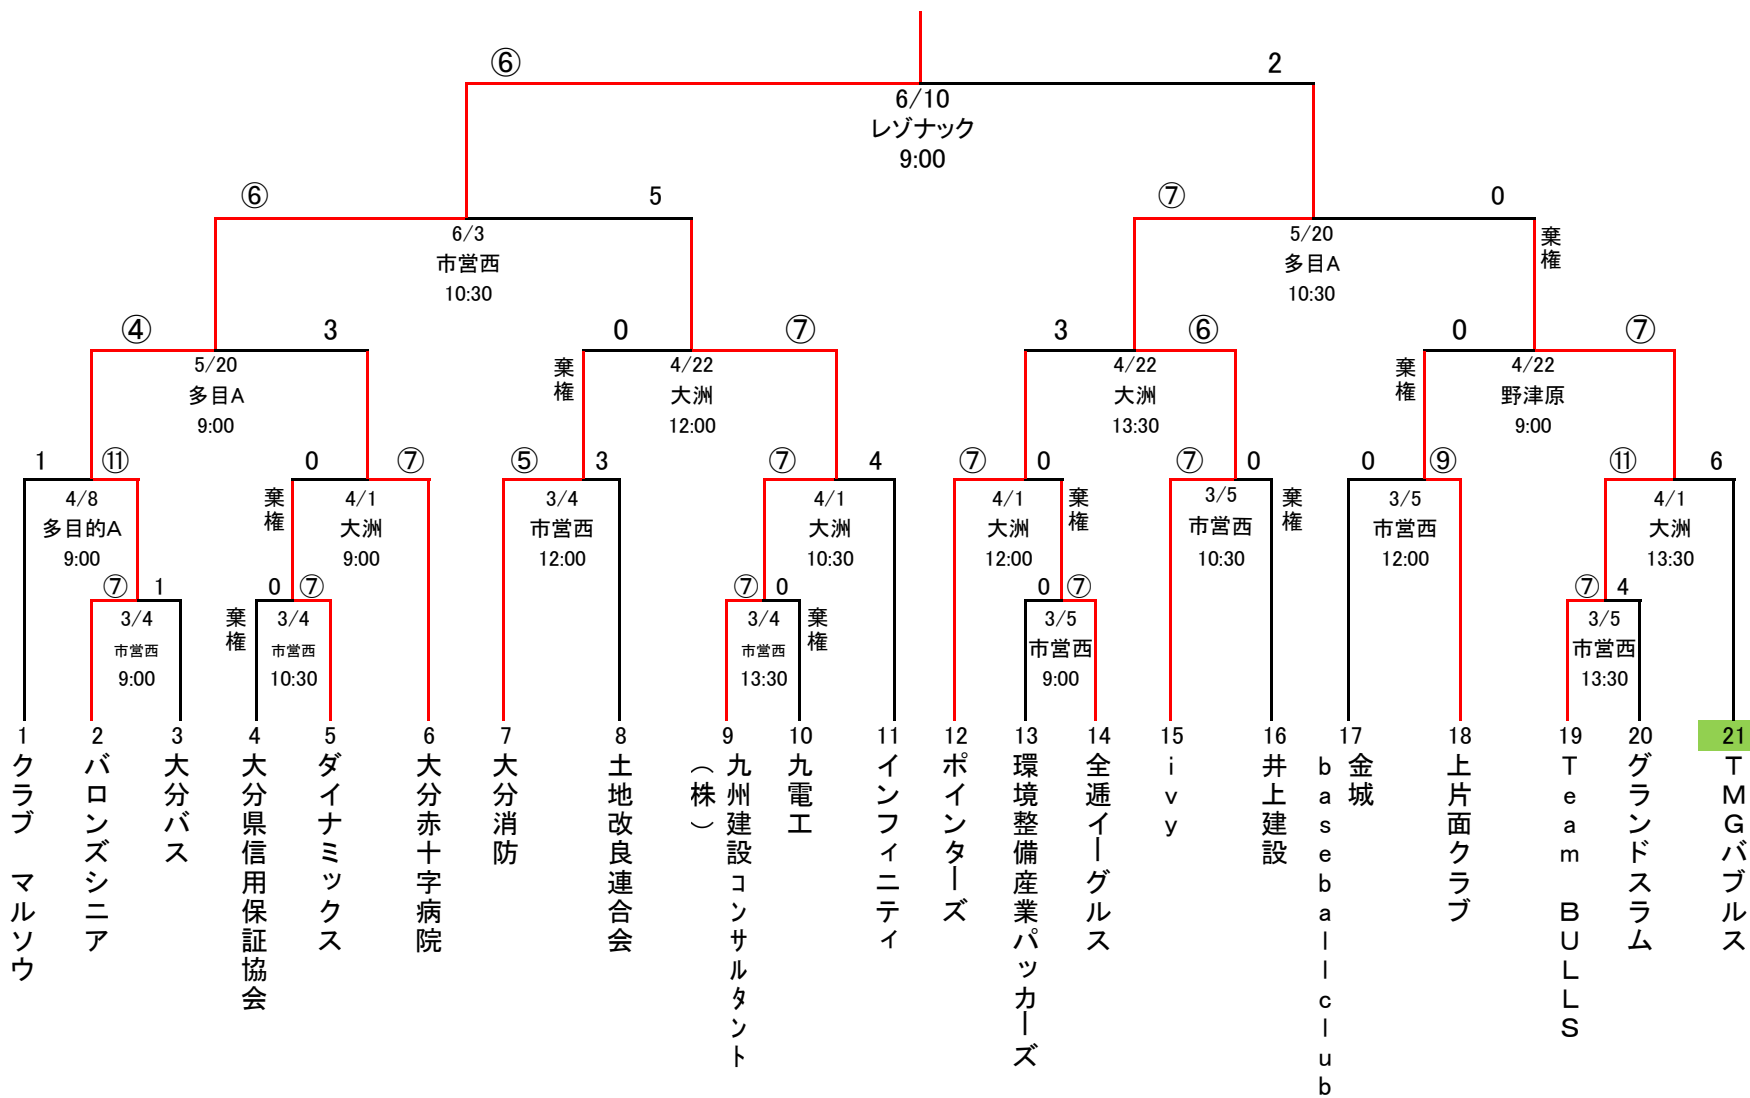 ⑥ 2
6/10
レゾナック
9:00
⑥ 5 ⑦ 0
6/3
市営西
10:30
5/20
多目A
10:30
棄権
④ 3 0 ⑦ 3 ⑥ 0 ⑦
5/20
多目A
9:00
棄権
4/22
大洲
12:00
4/22
大洲
13:30
棄権
4/22
野津原
9:00
1 ⑪ 0 ⑦ ⑤ 3 ⑦ 4 ⑦ 0 ⑦ 0 0 ⑨ ⑪ 6
4/8
多目的A
9:00
棄権
4/1
大洲
9:00
3/4
市営西
12:00
4/1
大洲
10:30
4/1
大洲
12:00
棄権
3/5
市営西
10:30
棄権
3/5
市営西
12:00
4/1
大洲
13:30
⑦ 1 0 ⑦ ⑦ 0 0 ⑦ ⑦ 4
3/4
市営西
9:00
棄権
3/4
市営西
10:30
3/4
市営西
13:30
棄権
3/5
市営西
9:00
3/5
市営西
13:30
1 2 3 4 5 6 7 8 9 10 11 12 13 14 15 16 17 18 19 20 21
クラブ マルソウ
バロンズシニア
大分バス
大分県信用保証協会
ダイナミックス
大分赤十字病院
大分消防
土地改良連合会
九州建設コンサルタント
(株)
九電工
インフィニティ
ポインターズ
環境整備産業パッカーズ
全逓イーグルス
ivy
井上建設
金城
baseballclub
上片面クラブ
Team BULLS
グランドスラム
TMGバブルス